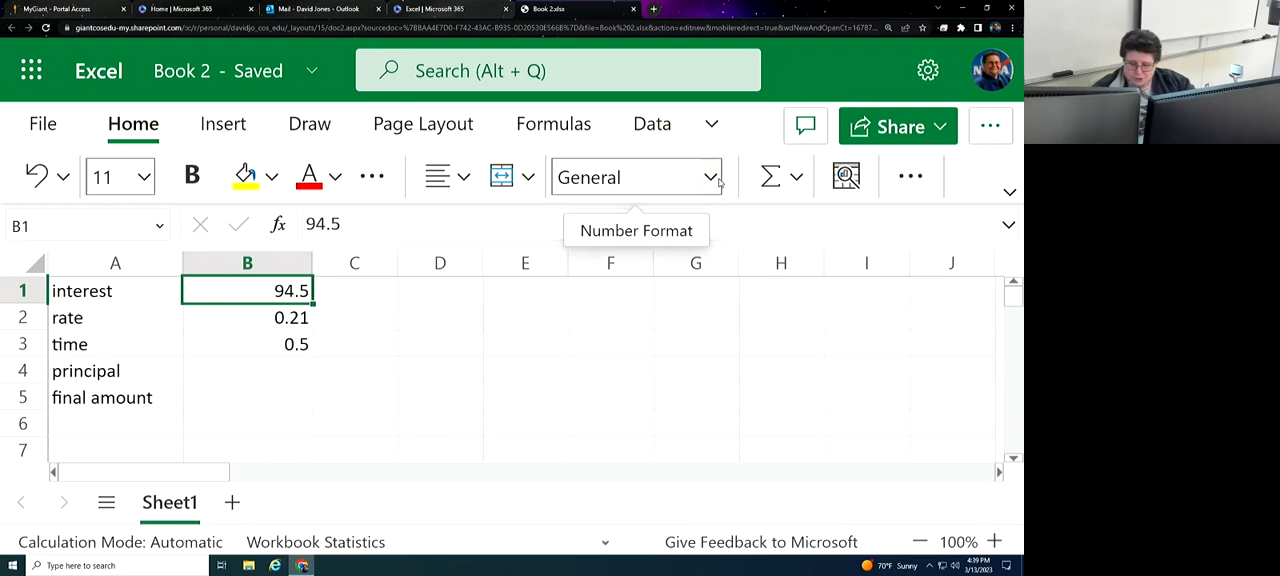 MyGiant - Portal Access
Home | Microsoft 365
Mail - David Jones - Outlook
Excel | Microsoft 365
Book 2.xlsx
Excel
Book 2 - Saved
Search (Alt + Q)
File
Home
Insert
Draw
Page Layout
Formulas
Data
Share
11
B
A
General
Number Format
B1
fx
94.5
A B C D E F G H I J
1 interest 94.5
2 rate 0.21
3 time 0.5
4 principal
5 final amount
6
7
Sheet1
Calculation Mode: Automatic
Workbook Statistics
Give Feedback to Microsoft
100%
Type here to search
70°F Sunny
4:39 PM
3/13/2023